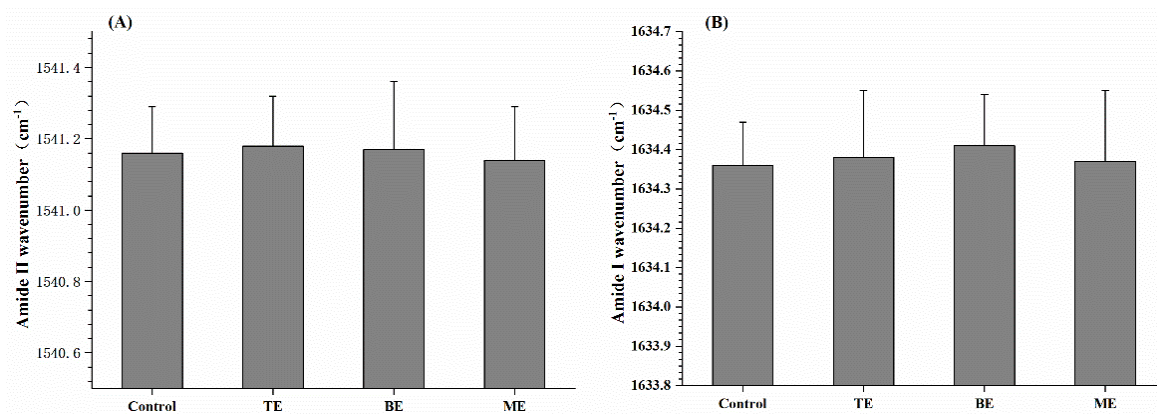 (A)
Amide II wavenumber (cm-1)
1541.4
1541.2
1541.0
1540.8
1540.6
Control TE BE ME
(B)
Amide I wavenumber (cm-1)
1634.7
1634.6
1634.5
1634.4
1634.3
1634.2
1634.1
1634.0
1633.9
1633.8
Control TE BE ME